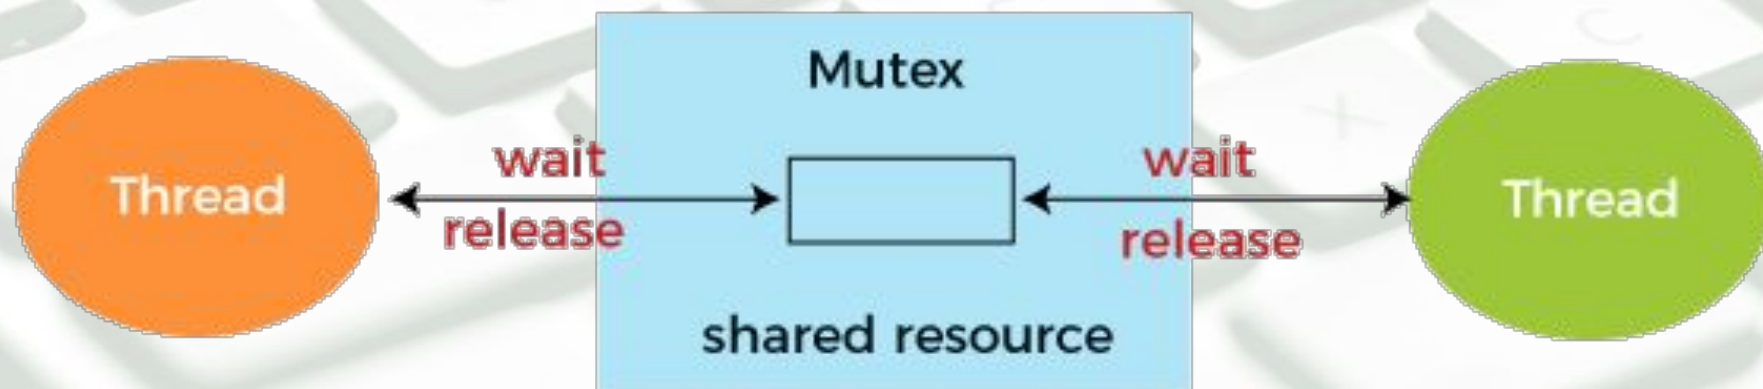 Mutex
wait
wait
Thread
Thread
release
release
shared resource